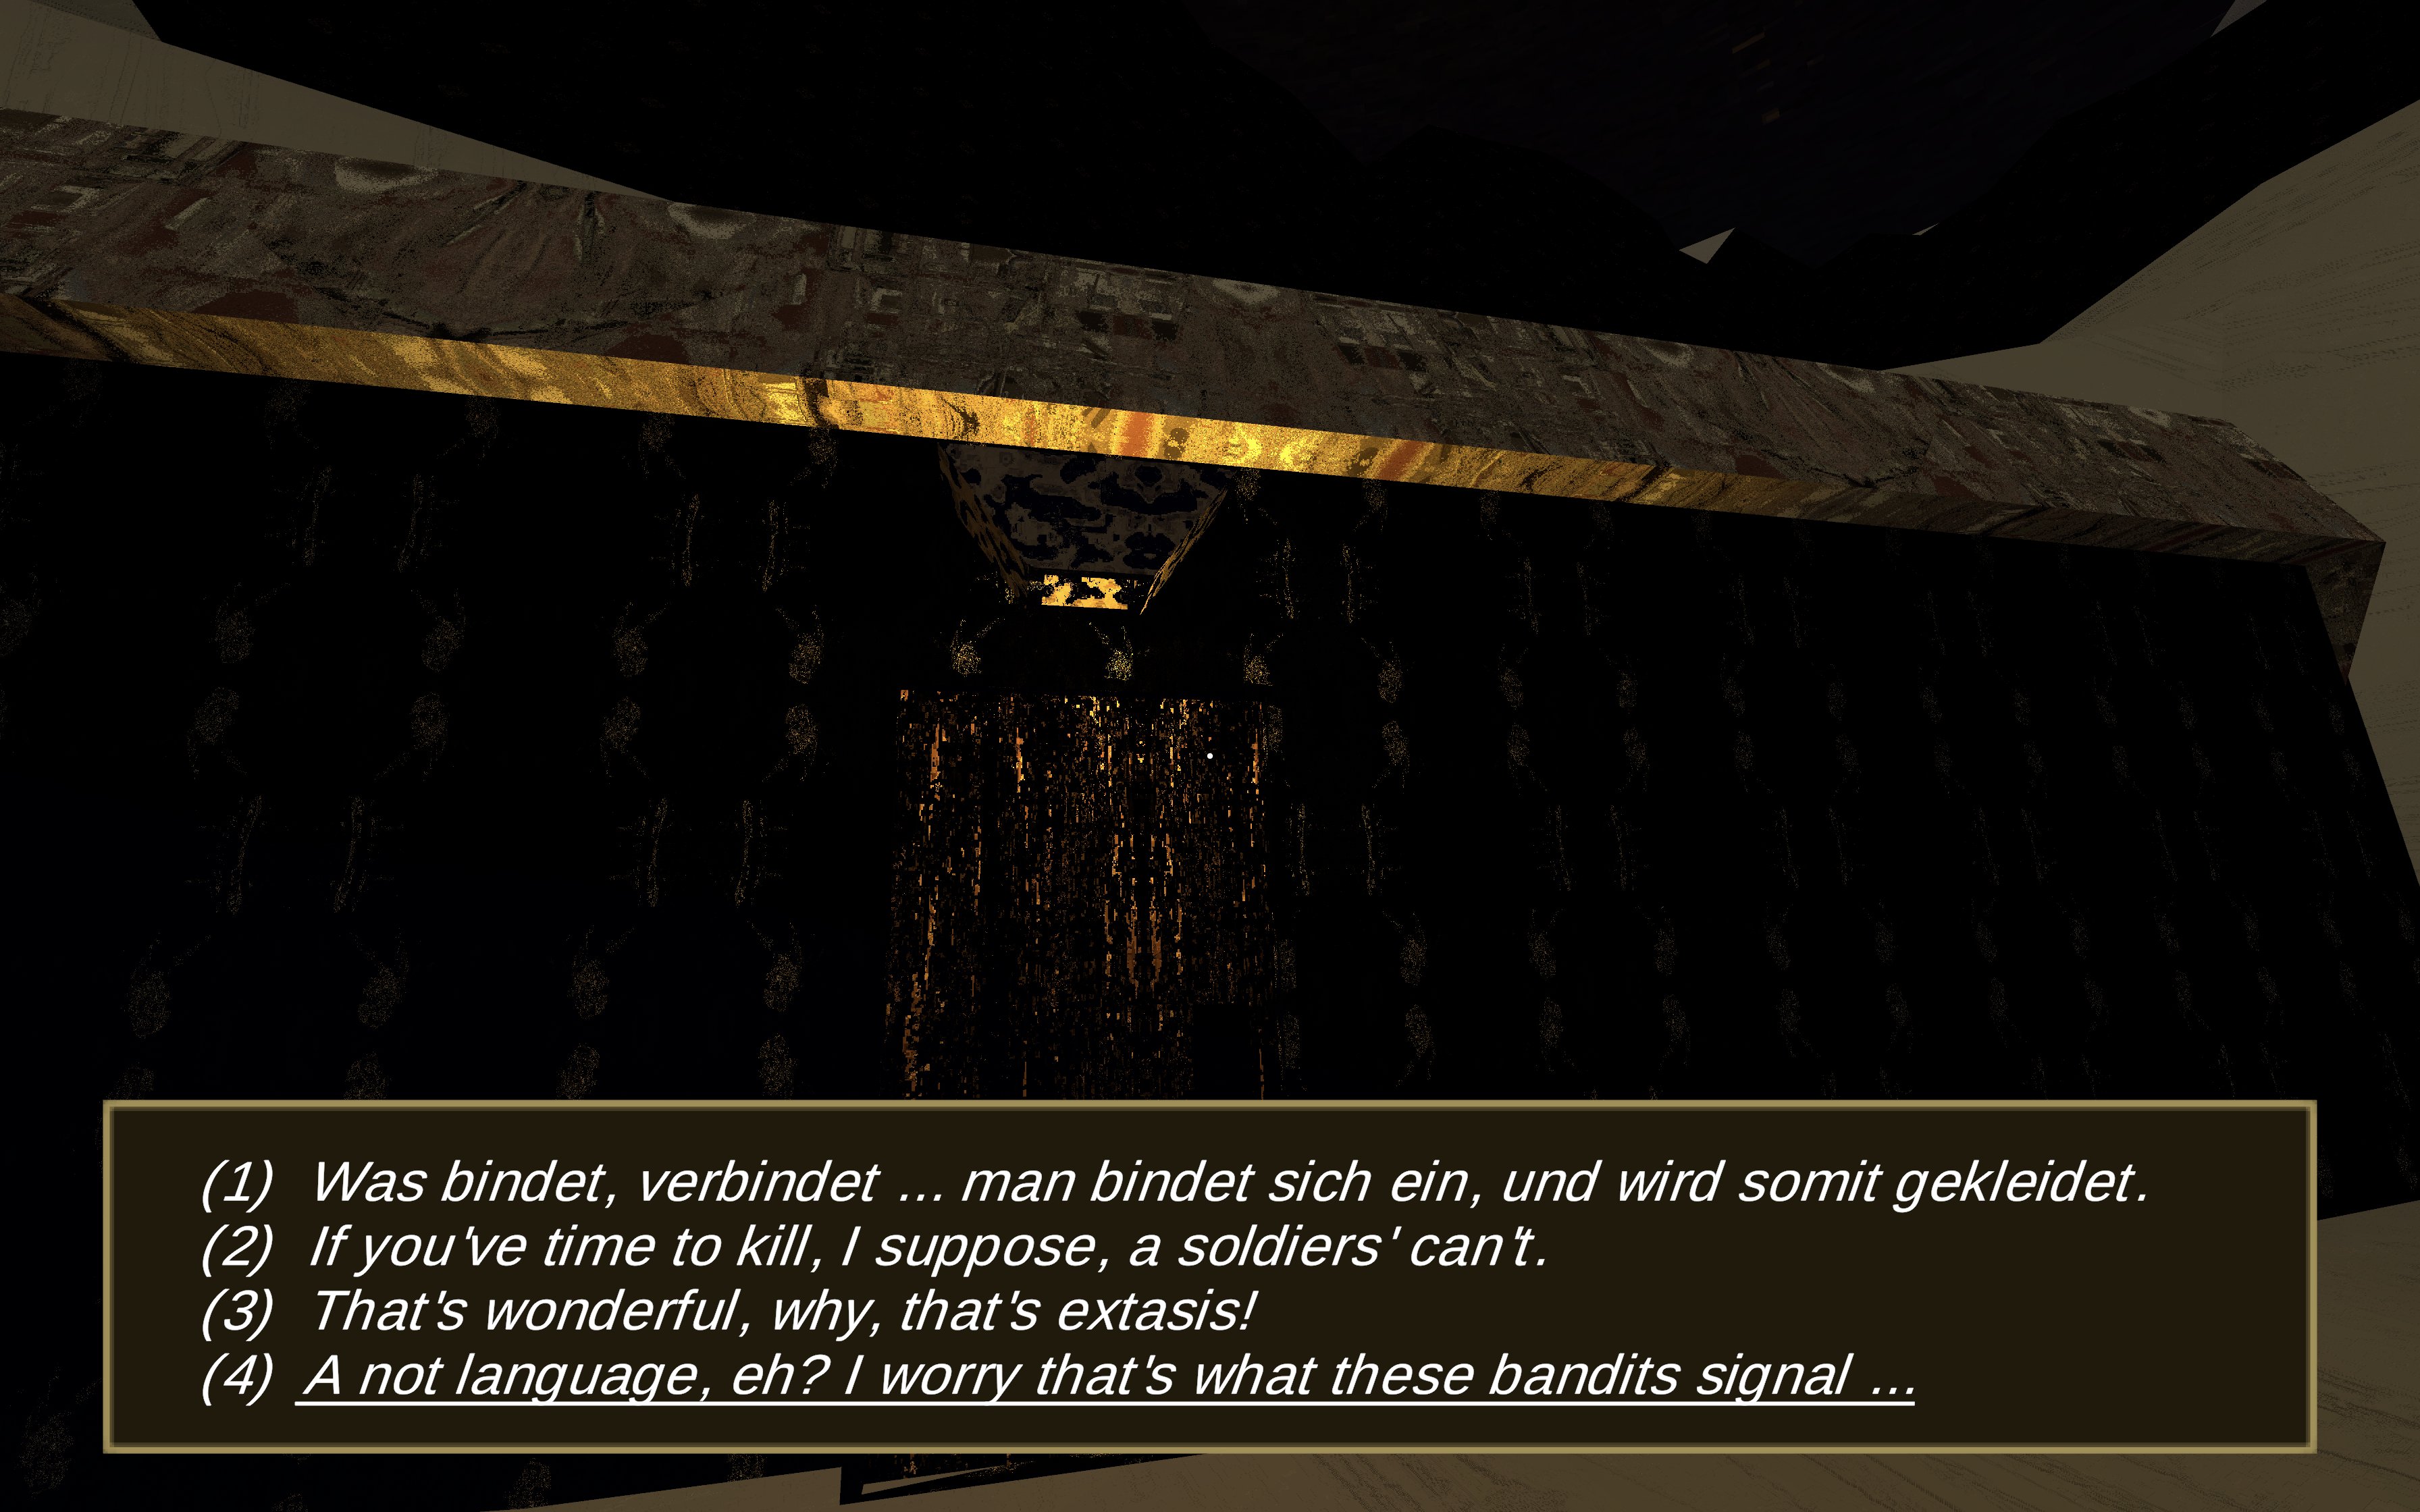 (1) Was bindet, verbindet ... man bindet sich ein, und wird somit gekleidet.
(2) If you've time to kill, I suppose, a soldiers' can't.
(3) That's wonderful, why, that's extasis!
(4) A not language, eh? I worry that's what these bandits signal ...